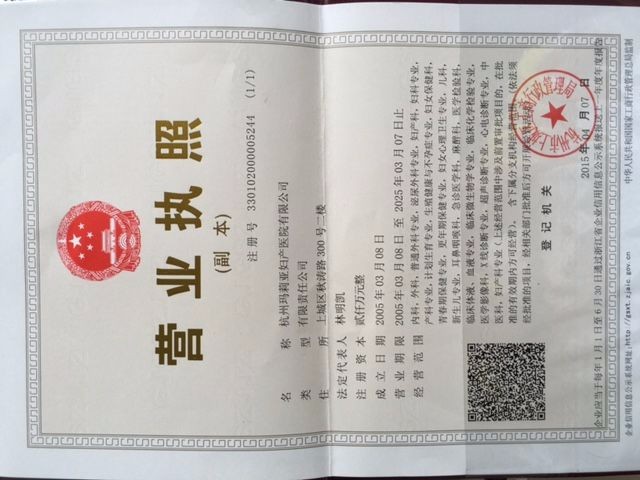 营业执照
(副 本)
注册号 330102000005244 (1/1)
名 称 杭州玛莉亚妇产医院有限公司
类 型 有限责任公司
住 所 上城区秋涛路300号二楼
法定代表人 林明凯
注册资本 贰仟万元整
成立日期 2005年03月08日
营业期限 2005年03月08日 至 2025年03月07日止
经营范围 内科,外科,普通外科专业,泌尿外科专业,妇产科,妇科专业,
产科专业,计划生育专业,生殖健康与不孕症专业,妇女保健科,
青春期保健专业,更年期保健专业,妇女心理卫生专业,儿科,
新生儿专业,耳鼻咽喉科,急诊医学科,麻醉科,医学检验科,
临床体液、血液专业,临床微生物学专业,临床化学检验专业,
医学影像科,X线诊断专业,超声诊断专业,心电诊断专业,中
医科,妇产科专业(上述经营范围中涉及前置审批项目的,在批
准的有效期内方可经营)。 含下属分支机构经营范围。(依法须
经批准的项目,经相关部门批准后方可开展经营活动)
登记机关
2015年04月07日
企业应当于每年1月1日至6月30日通过浙江省企业信用信息公示系统报送上一年度年度报告
企业信用信息公示系统网址:http://gsxt.zjaic.gov.cn
中华人民共和国国家工商行政管理总局监制